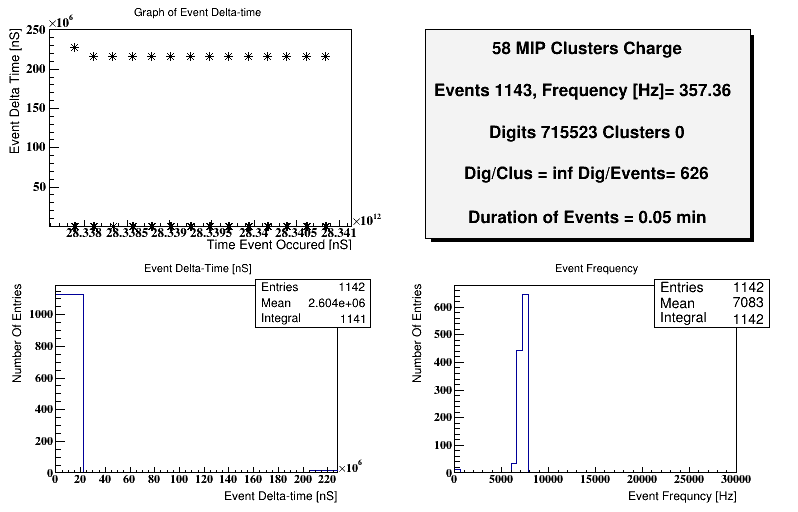 Graph of Event Delta-time
×10⁶
Event Delta Time [nS]
250
200
150
100
50
28.338 28.3385 28.339 28.3395 28.34 28.3405 28.341
×10¹²
Time Event Occured [nS]
58 MIP Clusters Charge
Events 1143, Frequency [Hz]= 357.36
Digits 715523 Clusters 0
Dig/Clus = inf Dig/Events= 626
Duration of Events = 0.05 min
Event Delta-Time [nS]
Entries 1142
Mean 2.604e+06
Integral 1141
Number Of Entries
1000
800
600
400
200
0
0 20 40 60 80 100 120 140 160 180 200 220
×10⁶
Event Delta-time [nS]
Event Frequency
Entries 1142
Mean 7083
Integral 1142
Number Of Entries
600
500
400
300
200
100
0
0 5000 10000 15000 20000 25000 30000
Event Frequncy [Hz]